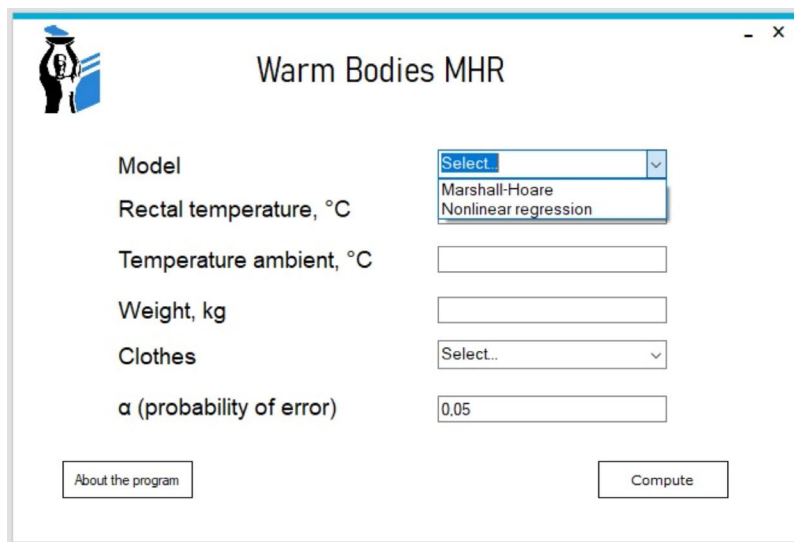 Warm Bodies MHR
Model
Select...
Marshall-Hoare
Nonlinear regression
Rectal temperature, °C
Temperature ambient, °C
Weight, kg
Clothes
Select...
α (probability of error)
0,05
About the program
Compute